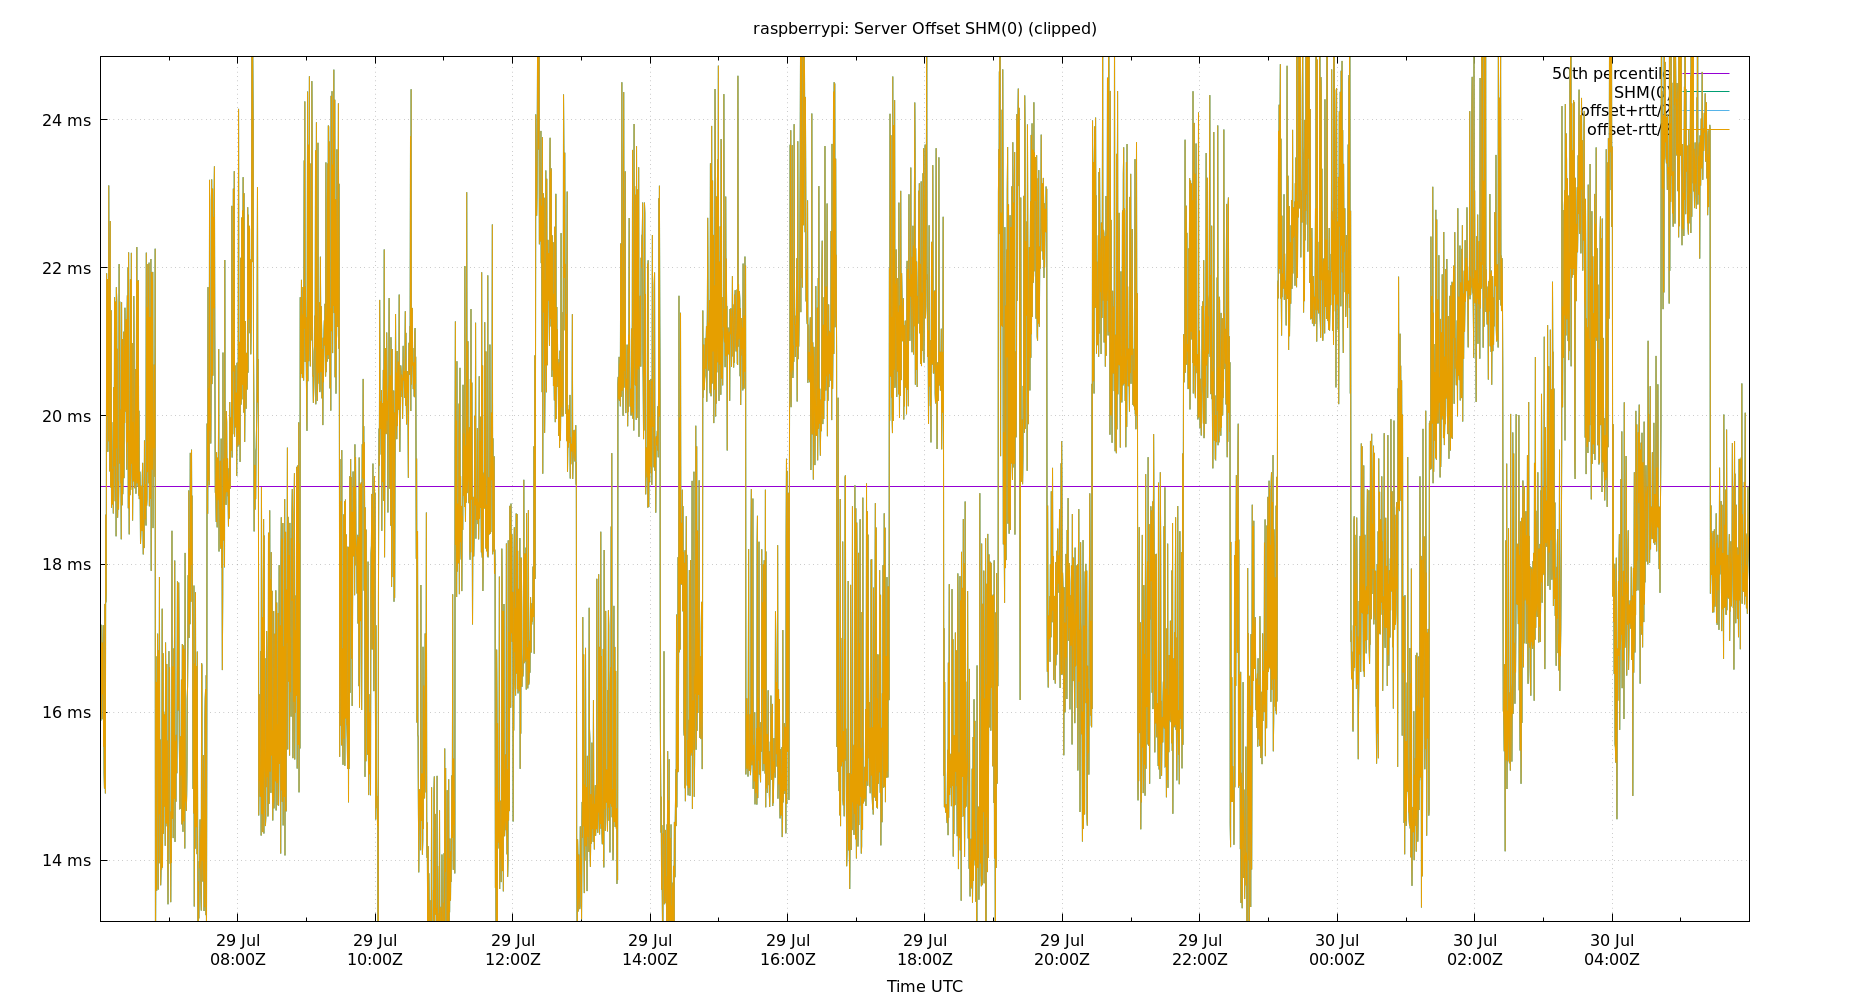 raspberrypi: Server Offset SHM(0) (clipped)
50th percentile
SHM(0)
offset+rtt/2
offset-rtt/2
24 ms
22 ms
20 ms
18 ms
16 ms
14 ms
29 Jul 29 Jul 29 Jul 29 Jul 29 Jul 29 Jul 29 Jul 29 Jul 30 Jul 30 Jul 30 Jul
08:00Z 10:00Z 12:00Z 14:00Z 16:00Z 18:00Z 20:00Z 22:00Z 00:00Z 02:00Z 04:00Z
Time UTC